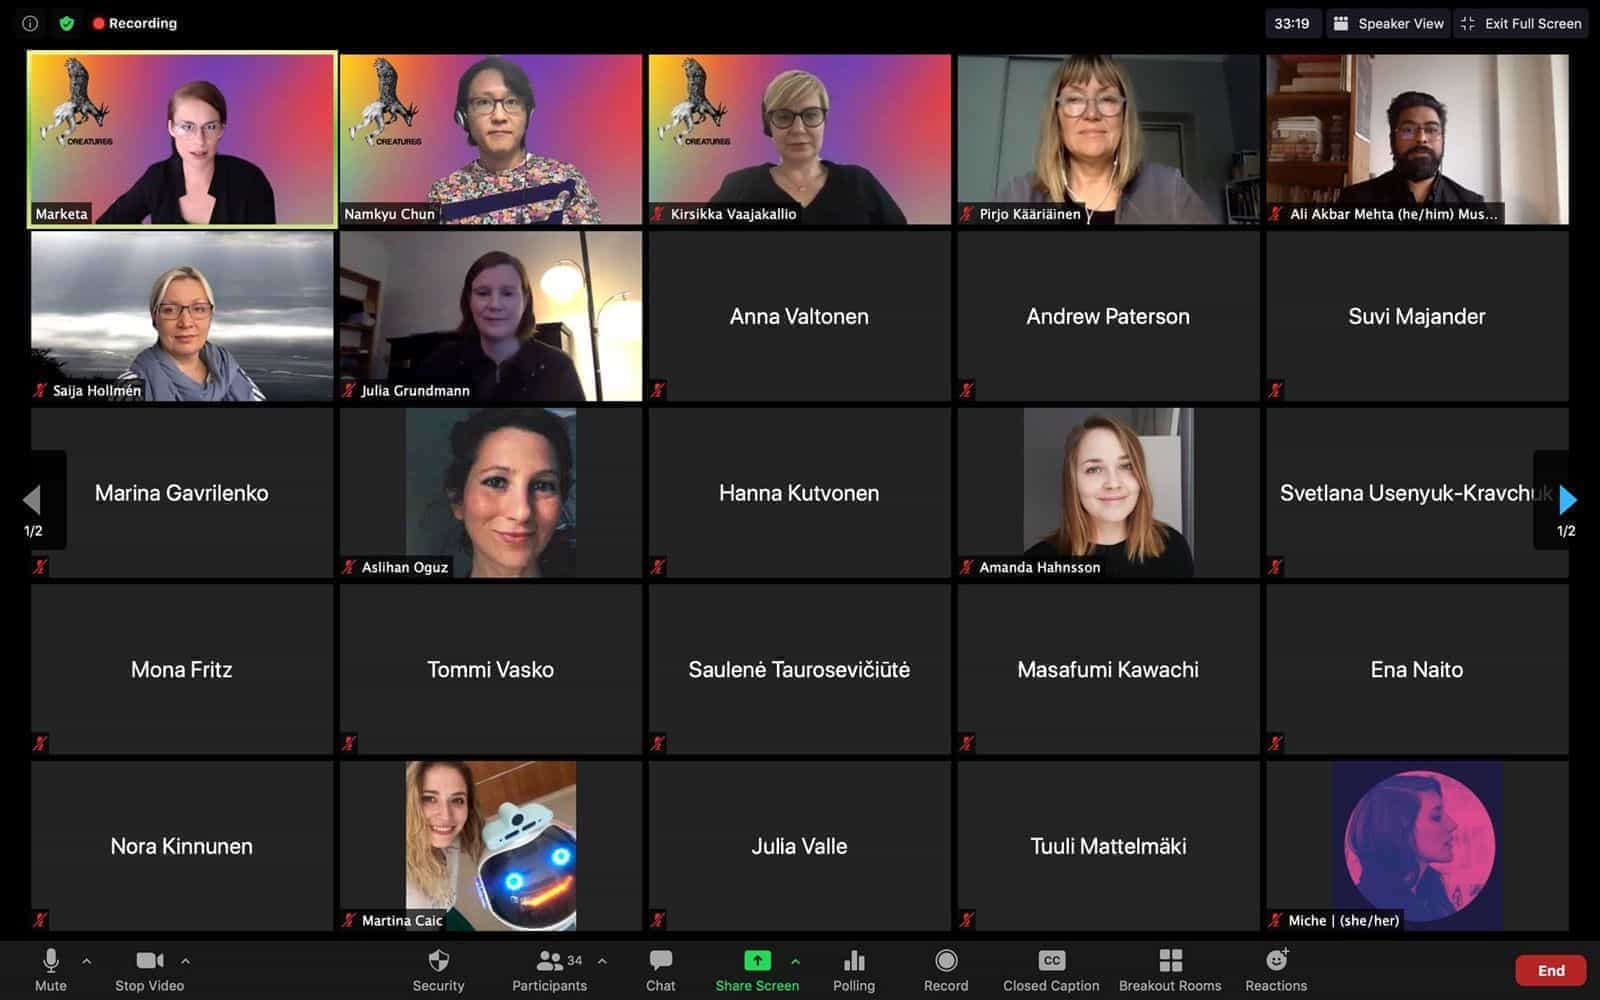 Recording
33:19
Speaker View
Exit Full Screen
CREATURES
Marketa
CREATURES
Namkyu Chun
CREATURES
Kirsikka Vaajakallio
Pirjo Kääriäinen
Ali Akbar Mehta (he/him) Mus...
Saija Hollmén
Julia Grundmann
Anna Valtonen
Andrew Paterson
Suvi Majander
Marina Gavrilenko
Aslihan Oguz
Hanna Kutvonen
Amanda Hahnsson
Svetlana Usenyuk-Kravchuk
1/2
1/2
Mona Fritz
Tommi Vasko
Saulenė Taurosevičiūtė
Masafumi Kawachi
Ena Naito
Nora Kinnunen
Martina Caic
Julia Valle
Tuuli Mattelmäki
Miche | (she/her)
Mute
Stop Video
Security
34
Participants
Chat
Share Screen
Polling
Record
CC
Closed Caption
Breakout Rooms
Reactions
End